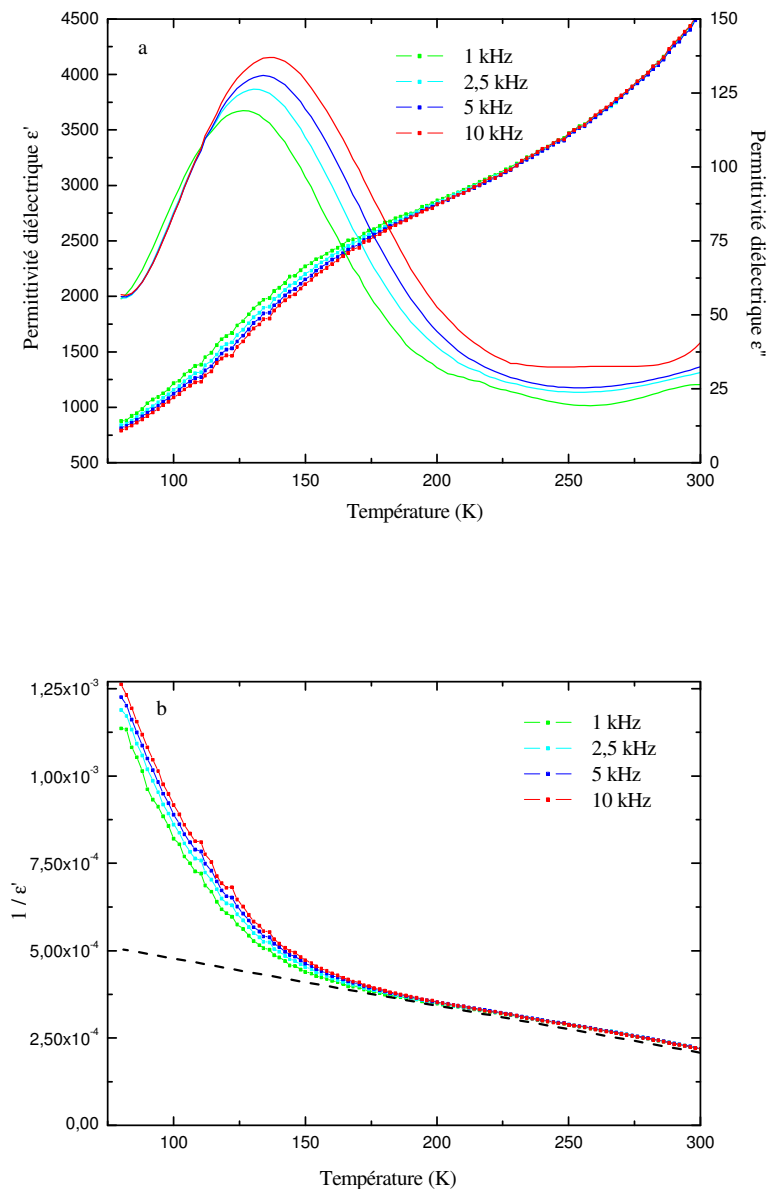 a
4500
4000
3500
3000
2500
2000
1500
1000
500
Permittivité diélectrique ε'
1 kHz
2,5 kHz
5 kHz
10 kHz
150
125
100
75
50
25
0
Permittivité diélectrique ε"
100
150
200
250
300
Température (K)
b
1,25x10⁻³
1,00x10⁻³
7,50x10⁻⁴
5,00x10⁻⁴
2,50x10⁻⁴
0,00
1 / ε'
1 kHz
2,5 kHz
5 kHz
10 kHz
100
150
200
250
300
Température (K)